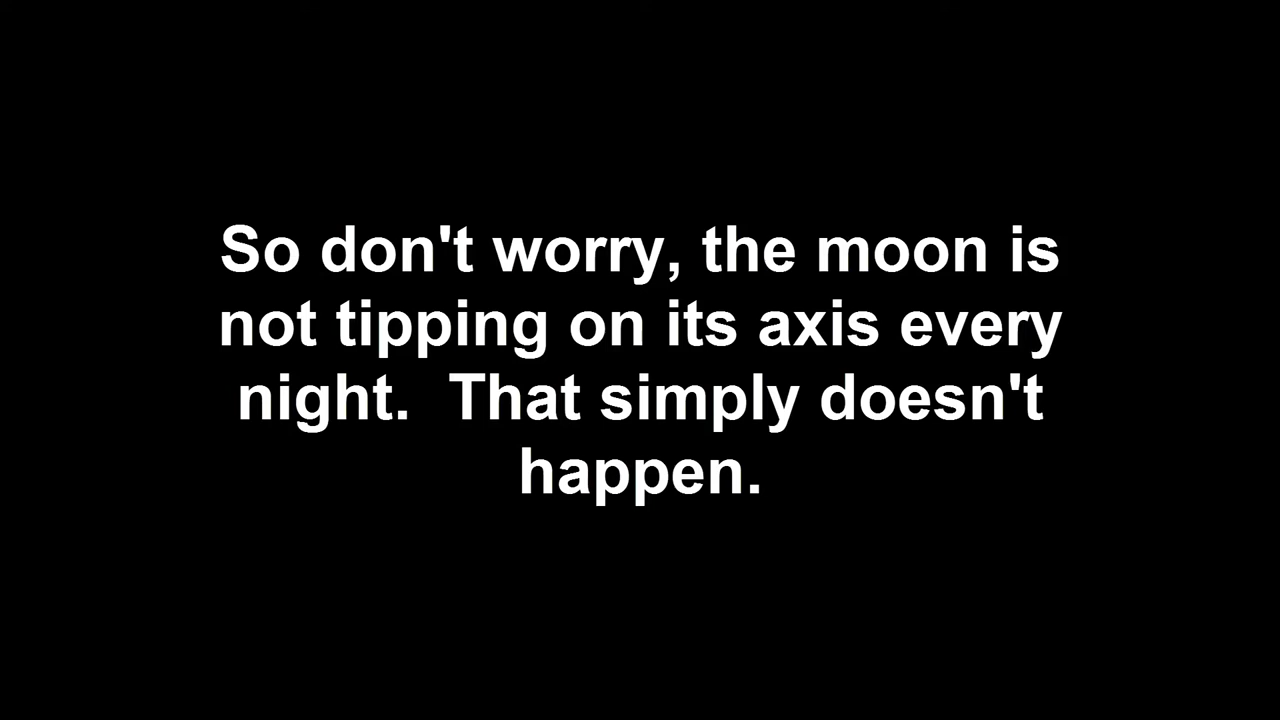 So don't worry, the moon is
not tipping on its axis every
night.  That simply doesn't
happen.